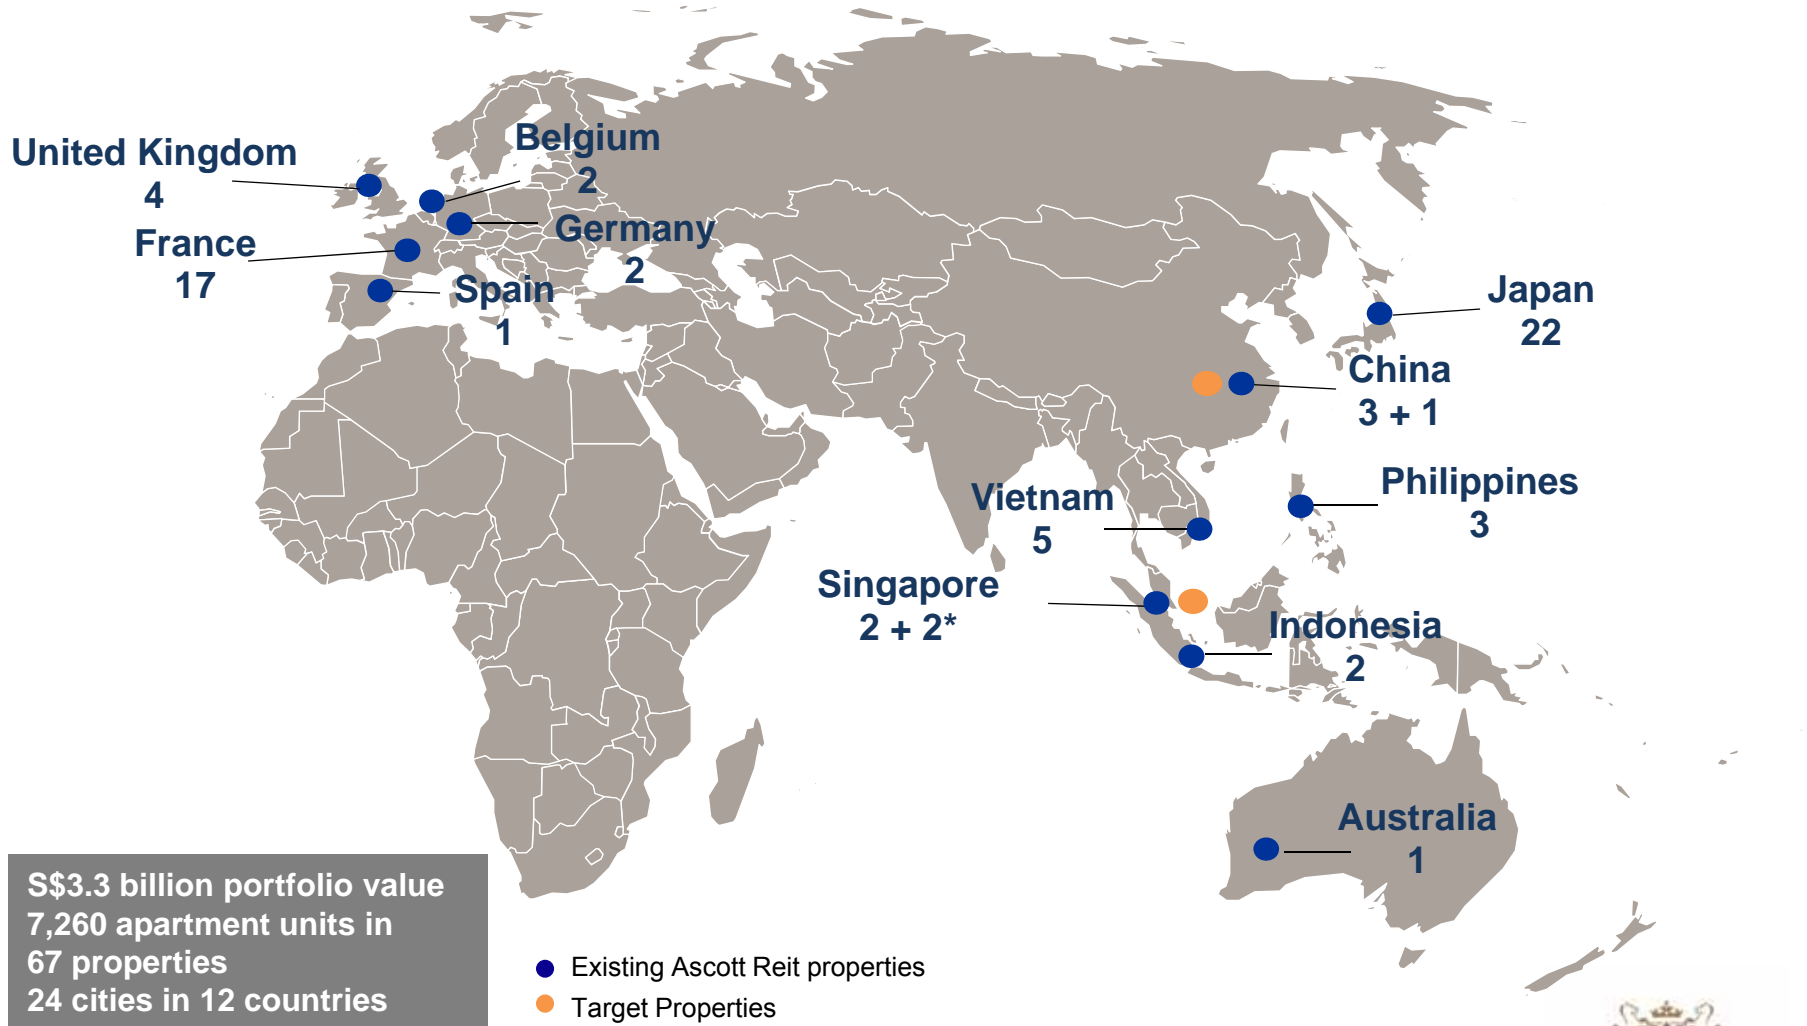 United Kingdom
4
Belgium
2
France
17
Germany
2
Spain
1
Japan
22
China
3 + 1
Philippines
3
Vietnam
5
Singapore
2 + 2*
Indonesia
2
Australia
1
S$3.3 billion portfolio value
7,260 apartment units in
67 properties
24 cities in 12 countries
Existing Ascott Reit properties
Target Properties